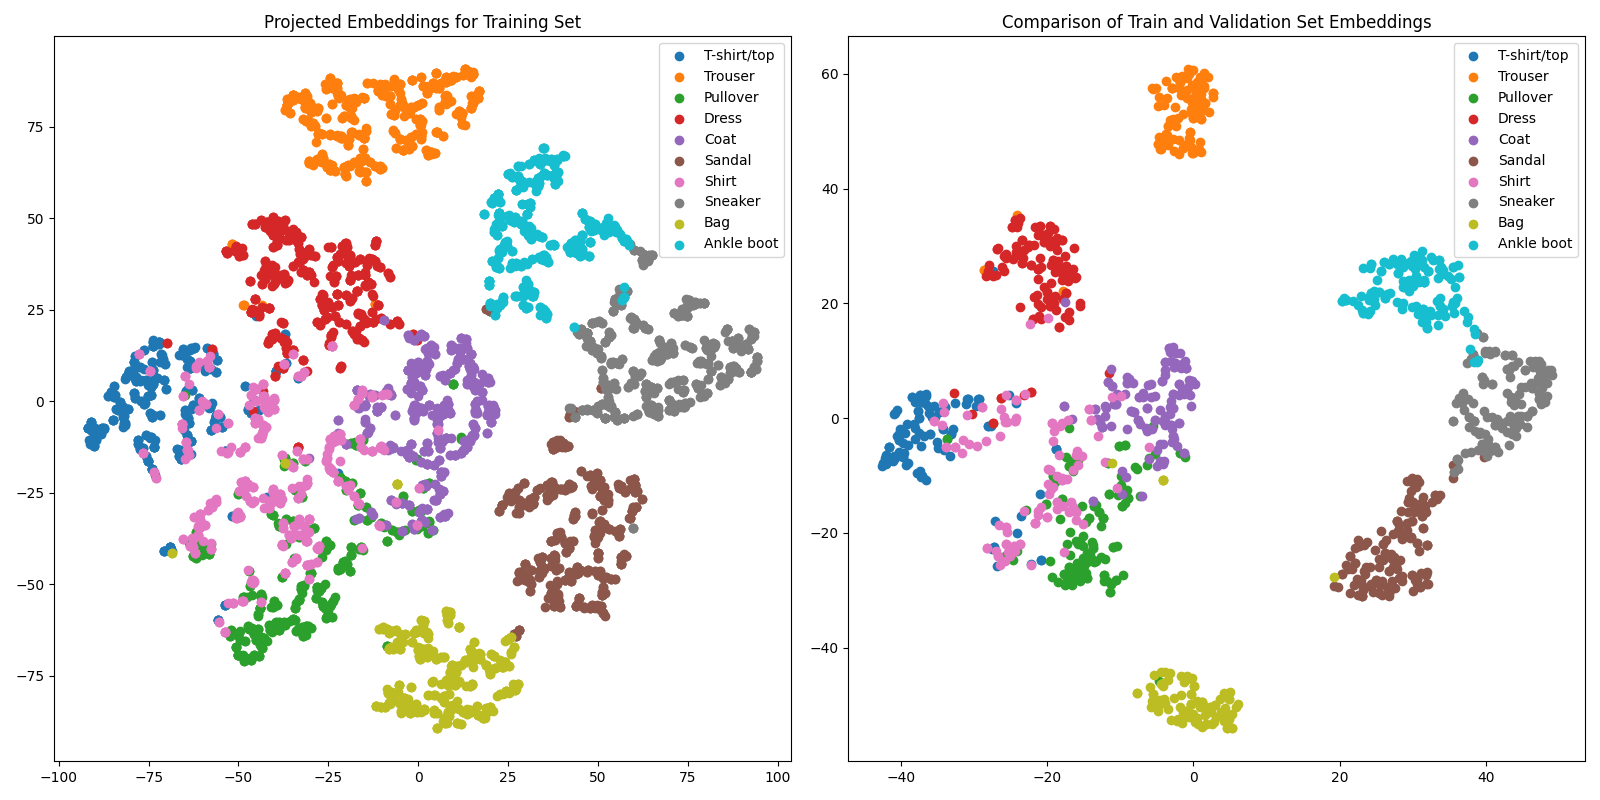 Projected Embeddings for Training Set
T-shirt/top
Trouser
Pullover
Dress
Coat
Sandal
Shirt
Sneaker
Bag
Ankle boot
75
50
25
0
−25
−50
−75
−100
−75
−50
−25
0
25
50
75
100
Comparison of Train and Validation Set Embeddings
T-shirt/top
Trouser
Pullover
Dress
Coat
Sandal
Shirt
Sneaker
Bag
Ankle boot
60
40
20
0
−20
−40
−40
−20
0
20
40